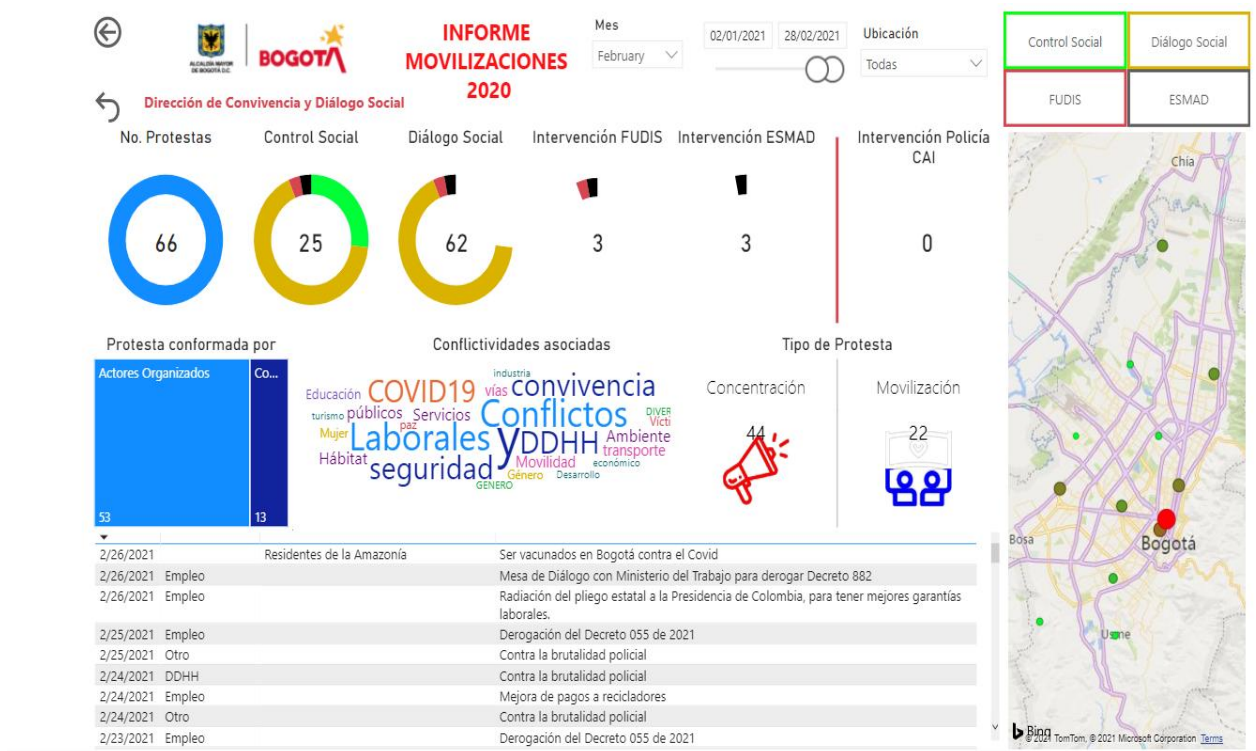 ALCALDÍA MAYOR
DE BOGOTÁ D.C.
BOGOTÁ
INFORME
MOVILIZACIONES
2020
Mes
February
02/01/2021
28/02/2021
Ubicación
Todas
Control Social
Diálogo Social
FUDIS
ESMAD
Dirección de Convivencia y Diálogo Social
No. Protestas
Control Social
Diálogo Social
Intervención FUDIS
Intervención ESMAD
Intervención Policía
CAI
66
25
62
3
3
0
Protesta conformada por
Conflictividades asociadas
Tipo de Protesta
Actores Organizados
Co...
53
13
industria
Educación
COVID19
vías
convivencia
turismo
públicos
Servicios
Conflictos
DIVER
Vícti
Mujer
paz
Laborales
y
DDHH
Ambiente
transporte
Hábitat
seguridad
Movilidad
económico
Género
Desarrollo
GENERO
Concentración
44
Movilización
22
2/26/2021 Residentes de la Amazonía Ser vacunados en Bogotá contra el Covid
2/26/2021 Empleo Mesa de Diálogo con Ministerio del Trabajo para derogar Decreto 882
2/26/2021 Empleo Radiación del pliego estatal a la Presidencia de Colombia, para tener mejores garantías
laborales.
2/25/2021 Empleo Derogación del Decreto 055 de 2021
2/25/2021 Otro Contra la brutalidad policial
2/24/2021 DDHH Contra la brutalidad policial
2/24/2021 Empleo Mejora de pagos a recicladores
2/24/2021 Otro Contra la brutalidad policial
2/23/2021 Empleo Derogación del Decreto 055 de 2021
Chía
Bosa
Bogotá
Usme
Bing
© 2021 TomTom, © 2021 Microsoft Corporation Terms